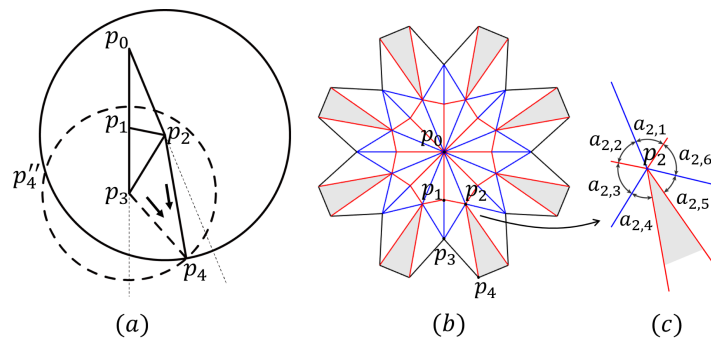 p₀
p₁
p₂
p₄′′
p₃
p₄
(a)
p₀
p₁
p₂
p₃
p₄
(b)
a₂,₁
a₂,₂
p₂
a₂,₆
a₂,₃
a₂,₅
a₂,₄
(c)